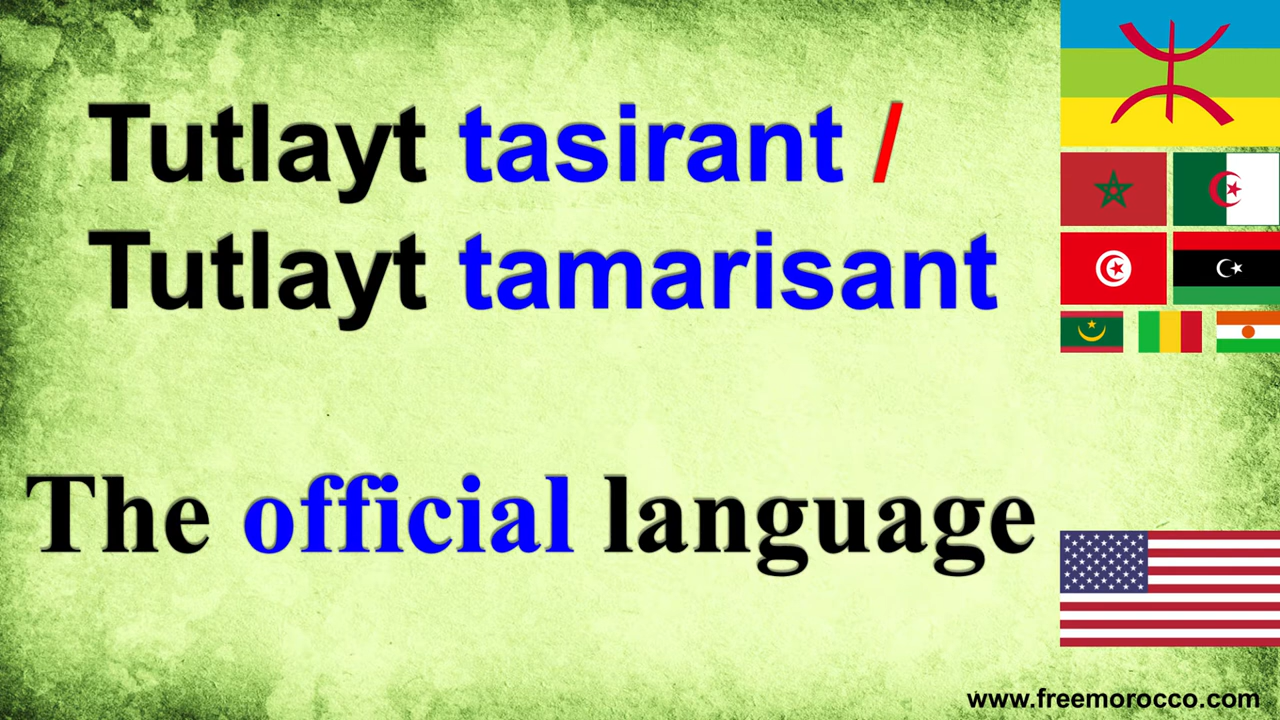 Tutlayt tasirant /
Tutlayt tamarisant
The official language
www.freemorocco.com